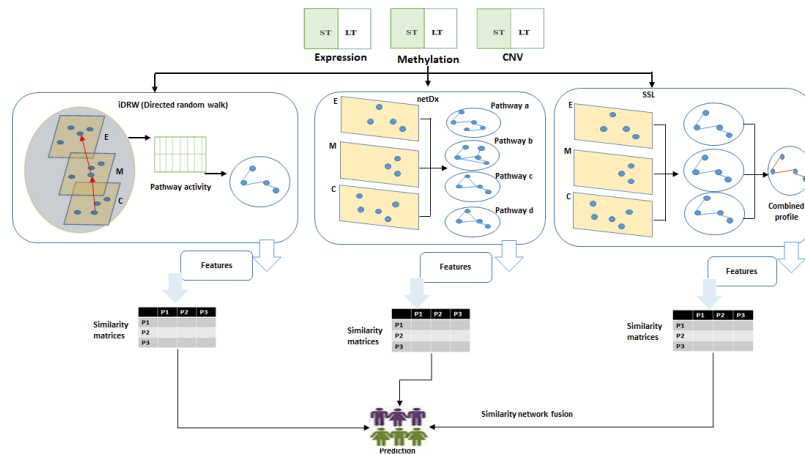 ST LT
ST LT
ST LT
Expression
Methylation
CNV
iDRW (Directed random walk)
E
M
C
Pathway activity
netDx
E
M
C
Pathway a
Pathway b
Pathway c
Pathway d
SSL
E
M
C
Combined
profile
Features
Features
Features
Similarity
matrices
P1 P2 P3
P1
P2
P3
Similarity
matrices
P1 P2 P3
P1
P2
P3
Similarity
matrices
P1 P2 P3
P1
P2
P3
Similarity network fusion
Prediction